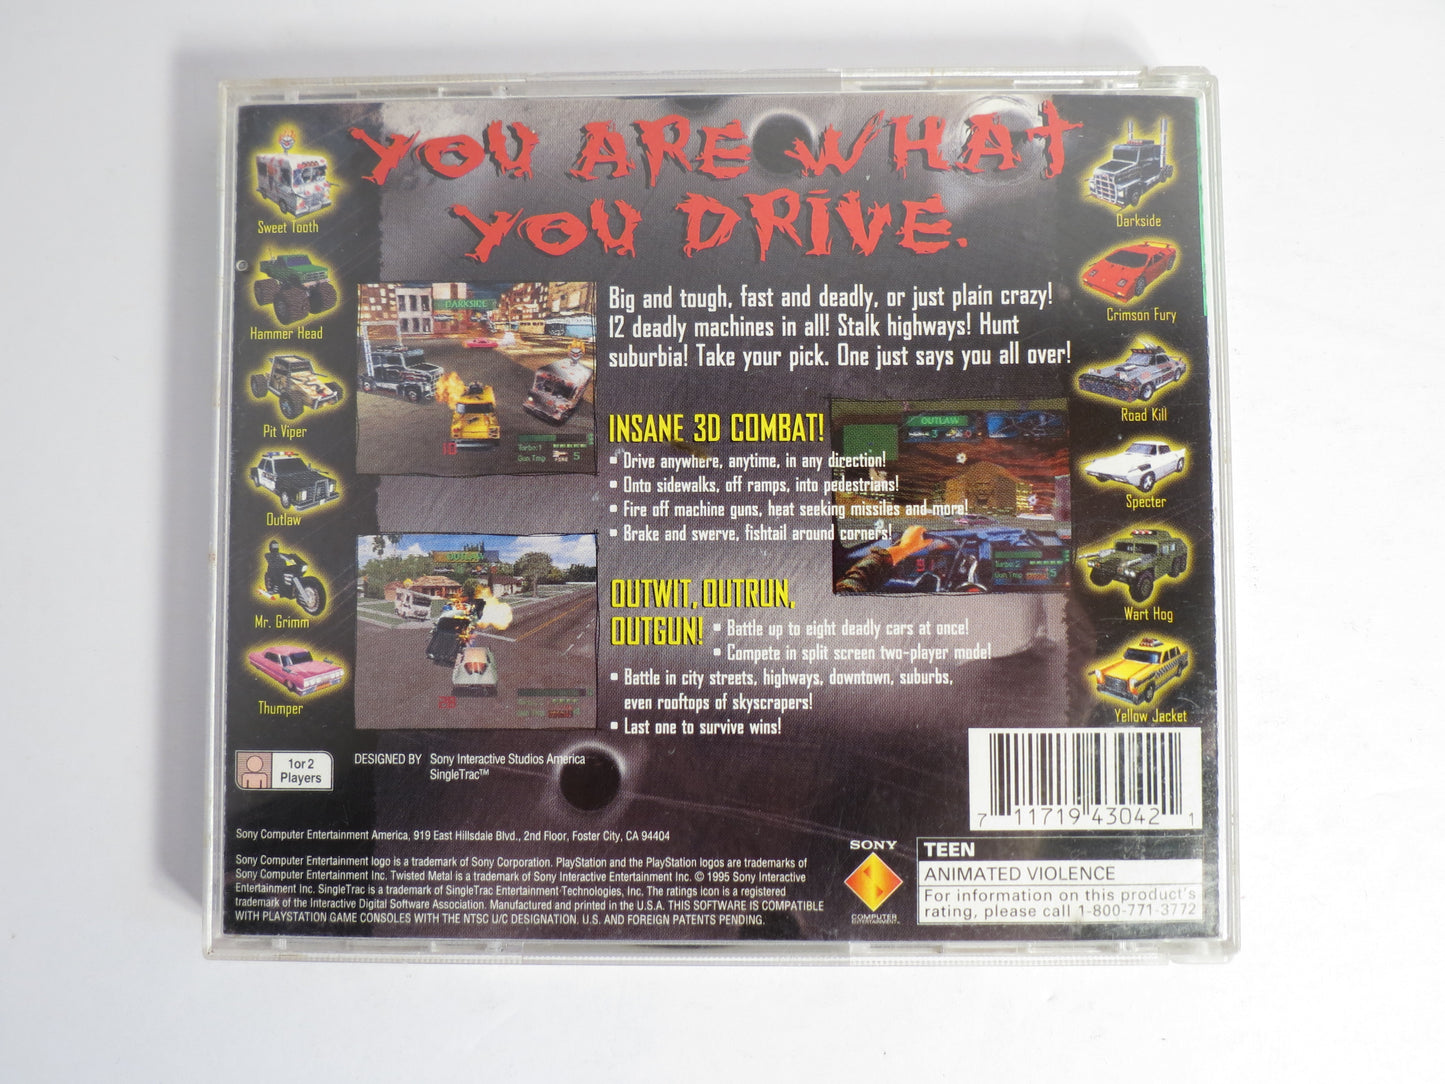 YOU ARE WHAT
YOU DRIVE.
Sweet Tooth
Hammer Head
Pit Viper
Outlaw
Mr. Grimm
Thumper
Darkside
Crimson Fury
Road Kill
Specter
Wart Hog
Yellow Jacket
DARKSIDE
Turbo:1
Gun Tmp
FIRE 5
Big and tough, fast and deadly, or just plain crazy!
12 deadly machines in all! Stalk highways! Hunt
suburbia! Take your pick. One just says you all over!
INSANE 3D COMBAT!
• Drive anywhere, anytime, in any direction!
• Onto sidewalks, off ramps, into pedestrians!
• Fire off machine guns, heat seeking missiles and more!
• Brake and swerve, fishtail around corners!
OUTLAW
Turbo:2
Gun Tmp
OUTWIT, OUTRUN,
OUTGUN!
• Battle up to eight deadly cars at once!
• Compete in split screen two-player mode!
• Battle in city streets, highways, downtown, suburbs,
even rooftops of skyscrapers!
• Last one to survive wins!
1 or 2
Players
DESIGNED BY Sony Interactive Studios America
SingleTrac™
7 11719 43042 1
Sony Computer Entertainment America, 919 East Hillsdale Blvd., 2nd Floor, Foster City, CA 94404
Sony Computer Entertainment logo is a trademark of Sony Corporation. PlayStation and the PlayStation logos are trademarks of
Sony Computer Entertainment Inc. Twisted Metal is a trademark of Sony Interactive Entertainment Inc. © 1995 Sony Interactive
Entertainment Inc. SingleTrac is a trademark of SingleTrac Entertainment Technologies, Inc. The ratings icon is a registered
trademark of the Interactive Digital Software Association. Manufactured and printed in the U.S.A. THIS SOFTWARE IS COMPATIBLE
WITH PLAYSTATION GAME CONSOLES WITH THE NTSC U/C DESIGNATION. U.S. AND FOREIGN PATENTS PENDING.
SONY
COMPUTER
ENTERTAINMENT™
TEEN
ANIMATED VIOLENCE
For information on this product's
rating, please call 1-800-771-3772